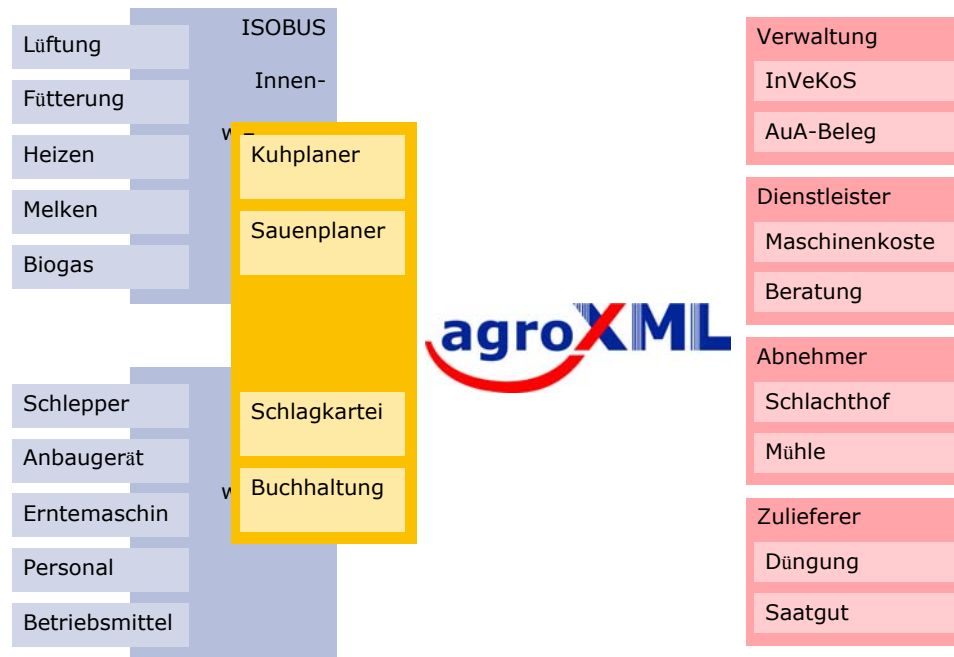 Lüftung
Fütterung
Heizen
Melken
Biogas
ISOBUS
Innen-
Schlepper
Anbaugerät
Erntemaschin
Personal
Betriebsmittel
Kuhplaner
Sauenplaner
Schlagkartei
Buchhaltung
agroXML
Verwaltung
InVeKoS
AuA-Beleg
Dienstleister
Maschinenkoste
Beratung
Abnehmer
Schlachthof
Mühle
Zulieferer
Düngung
Saatgut